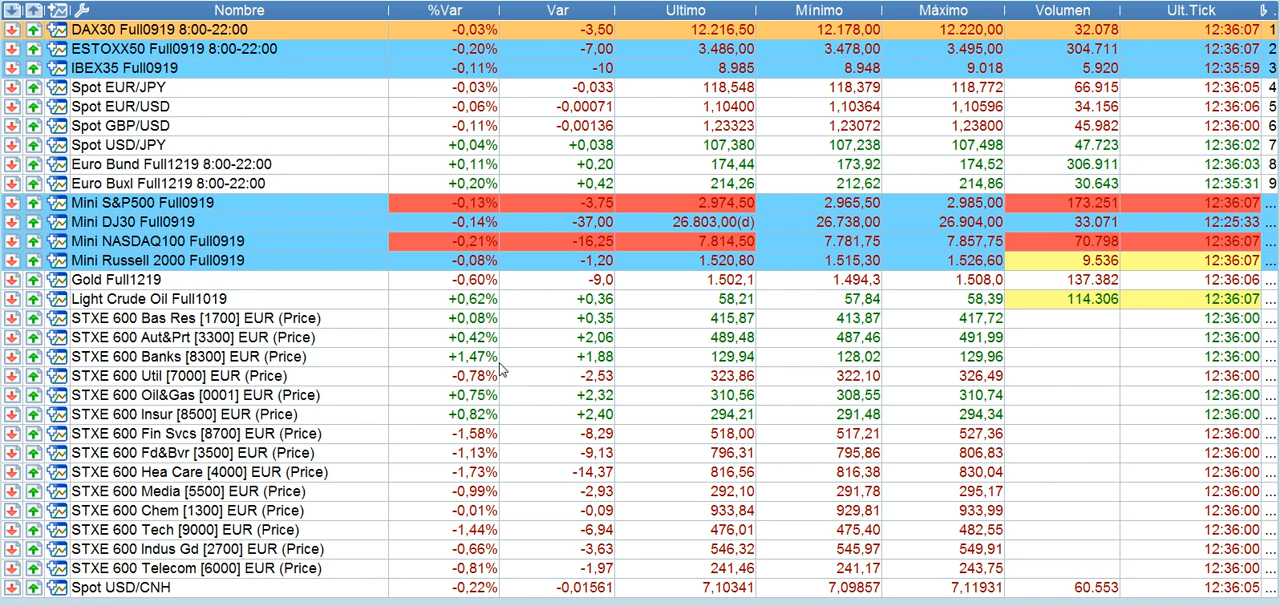 Nombre %Var Var Último Mínimo Máximo Volumen Ult.Tick
DAX30 Full0919 8:00-22:00 -0,03% -3,50 12.216,50 12.178,00 12.220,00 32.078 12:36:07 1
ESTOXX50 Full0919 8:00-22:00 -0,20% -7,00 3.486,00 3.478,00 3.495,00 304.711 12:36:07 2
IBEX35 Full0919 -0,11% -10 8.985 8.948 9.018 5.920 12:35:59 3
Spot EUR/JPY -0,03% -0,033 118,548 118,379 118,772 66.915 12:36:05 4
Spot EUR/USD -0,06% -0,00071 1,10400 1,10364 1,10596 34.156 12:36:06 5
Spot GBP/USD -0,11% -0,00136 1,23323 1,23072 1,23800 45.982 12:36:00 6
Spot USD/JPY +0,04% +0,038 107,380 107,238 107,498 47.723 12:36:02 7
Euro Bund Full1219 8:00-22:00 +0,11% +0,20 174,44 173,92 174,52 306.911 12:36:03 8
Euro Buxl Full1219 8:00-22:00 +0,20% +0,42 214,26 212,62 214,86 30.643 12:35:31 9
Mini S&P500 Full0919 -0,13% -3,75 2.974,50 2.965,50 2.985,00 173.251 12:36:07 ...
Mini DJ30 Full0919 -0,14% -37,00 26.803,00(d) 26.738,00 26.904,00 33.071 12:25:33 ...
Mini NASDAQ100 Full0919 -0,21% -16,25 7.814,50 7.781,75 7.857,75 70.798 12:36:07 ...
Mini Russell 2000 Full0919 -0,08% -1,20 1.520,80 1.515,30 1.526,60 9.536 12:36:07 ...
Gold Full1219 -0,60% -9,0 1.502,1 1.494,3 1.508,0 137.382 12:36:06 ...
Light Crude Oil Full1019 +0,62% +0,36 58,21 57,84 58,39 114.306 12:36:07 ...
STXE 600 Bas Res [1700] EUR (Price) +0,08% +0,35 415,87 413,87 417,72 12:36:00 ...
STXE 600 Aut&Prt [3300] EUR (Price) +0,42% +2,06 489,48 487,46 491,99 12:36:00 ...
STXE 600 Banks [8300] EUR (Price) +1,47% +1,88 129,94 128,02 129,96 12:36:00 ...
STXE 600 Util [7000] EUR (Price) -0,78% -2,53 323,86 322,10 326,49 12:36:00 ...
STXE 600 Oil&Gas [0001] EUR (Price) +0,75% +2,32 310,56 308,55 310,74 12:36:00 ...
STXE 600 Insur [8500] EUR (Price) +0,82% +2,40 294,21 291,48 294,34 12:36:00 ...
STXE 600 Fin Svcs [8700] EUR (Price) -1,58% -8,29 518,00 517,21 527,36 12:36:00 ...
STXE 600 Fd&Bvr [3500] EUR (Price) -1,13% -9,13 796,31 795,86 806,83 12:36:00 ...
STXE 600 Hea Care [4000] EUR (Price) -1,73% -14,37 816,56 816,38 830,04 12:36:00 ...
STXE 600 Media [5500] EUR (Price) -0,99% -2,93 292,10 291,78 295,17 12:36:00 ...
STXE 600 Chem [1300] EUR (Price) -0,01% -0,09 933,84 929,81 933,99 12:36:00 ...
STXE 600 Tech [9000] EUR (Price) -1,44% -6,94 476,01 475,40 482,55 12:36:00 ...
STXE 600 Indus Gd [2700] EUR (Price) -0,66% -3,63 546,32 545,97 549,91 12:36:00 ...
STXE 600 Telecom [6000] EUR (Price) -0,81% -1,97 241,46 241,17 243,75 12:36:00 ...
Spot USD/CNH -0,22% -0,01561 7,10341 7,09857 7,11931 60.553 12:36:05 ...